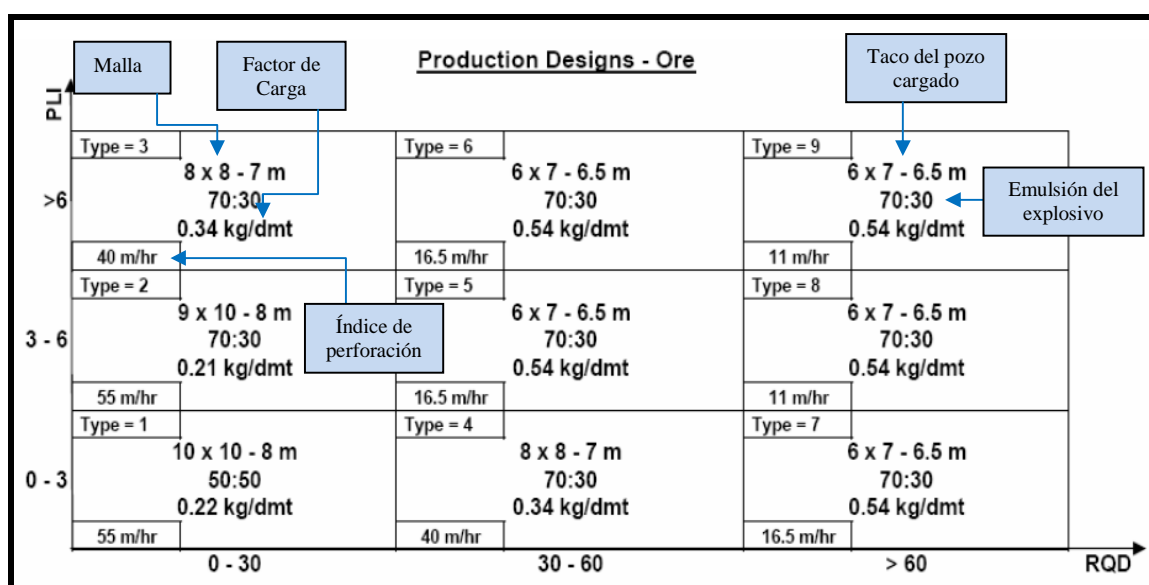 Production Designs - Ore
Malla
Factor de
Carga
Taco del pozo
cargado
PLI
Type = 3
8 x 8 - 7 m
70:30
0.34 kg/dmt
40 m/hr
Type = 6
6 x 7 - 6.5 m
70:30
0.54 kg/dmt
16.5 m/hr
Type = 9
6 x 7 - 6.5 m
70:30
0.54 kg/dmt
11 m/hr
Emulsión del
explosivo
>6
Type = 2
9 x 10 - 8 m
70:30
0.21 kg/dmt
55 m/hr
Índice de
perforación
Type = 5
6 x 7 - 6.5 m
70:30
0.54 kg/dmt
16.5 m/hr
Type = 8
6 x 7 - 6.5 m
70:30
0.54 kg/dmt
11 m/hr
3 - 6
Type = 1
10 x 10 - 8 m
50:50
0.22 kg/dmt
55 m/hr
Type = 4
8 x 8 - 7 m
70:30
0.34 kg/dmt
40 m/hr
Type = 7
6 x 7 - 6.5 m
70:30
0.54 kg/dmt
16.5 m/hr
0 - 3
0 - 30
30 - 60
> 60
RQD